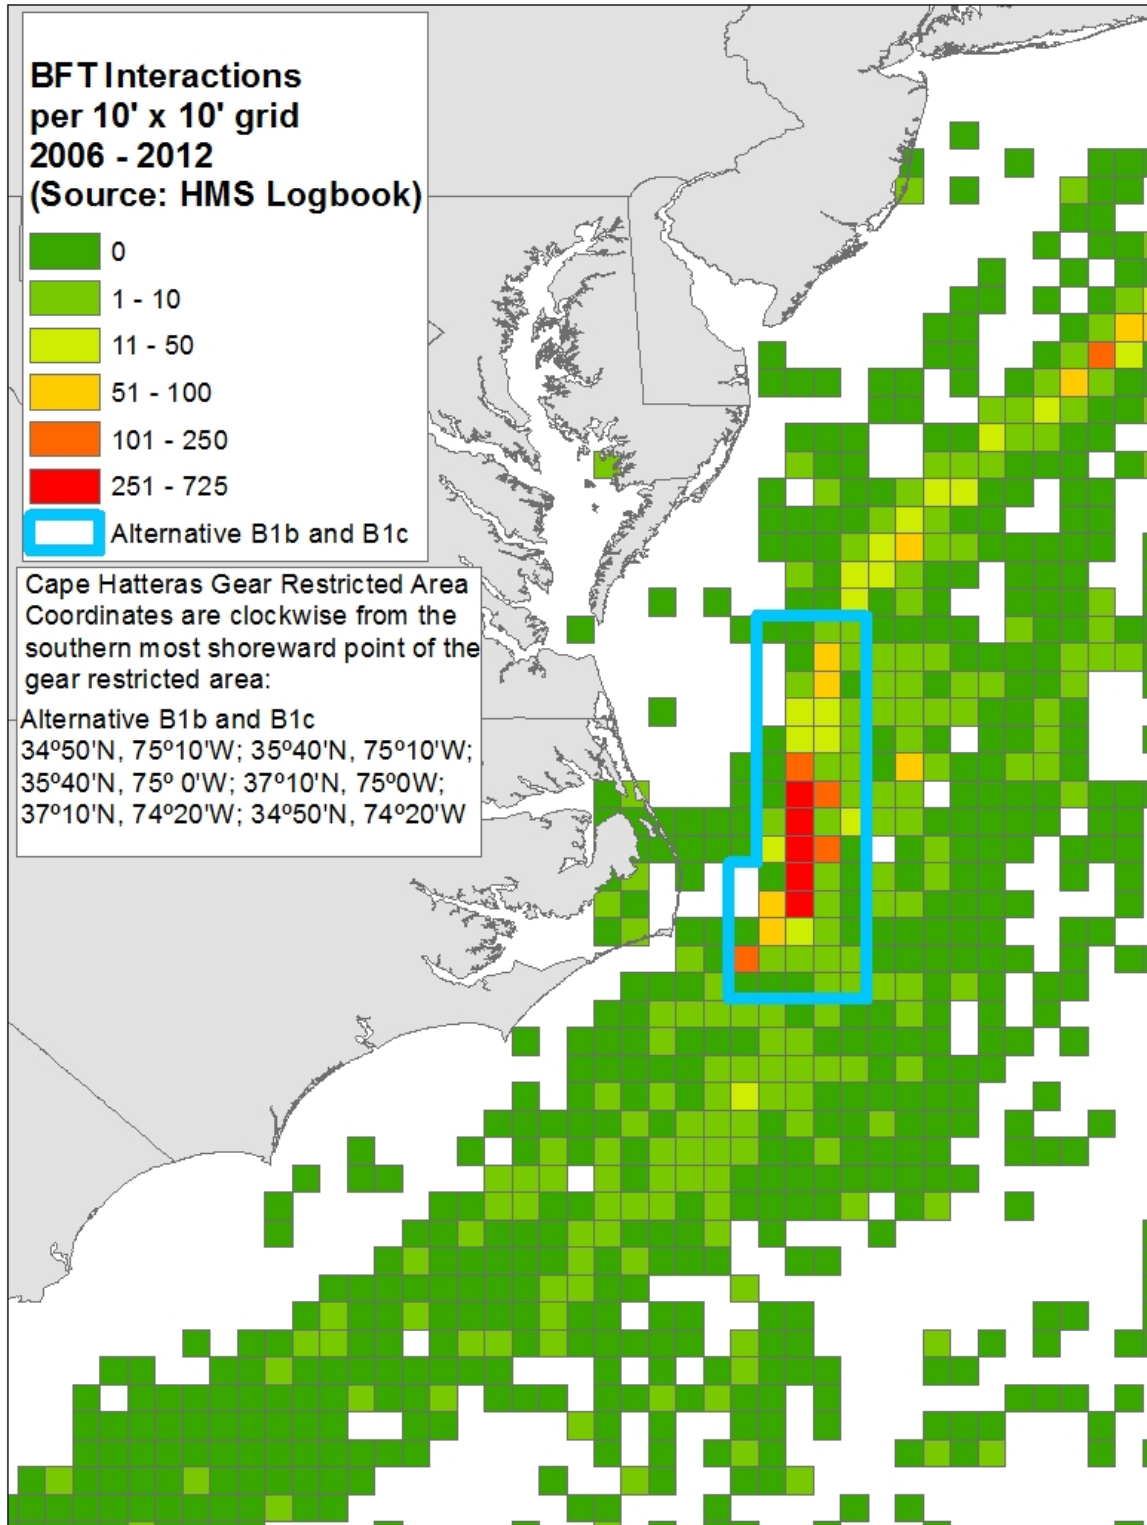 BFT Interactions
per 10' x 10' grid
2006 - 2012
(Source: HMS Logbook)
0
1 - 10
11 - 50
51 - 100
101 - 250
251 - 725
Alternative B1b and B1c
Cape Hatteras Gear Restricted Area
Coordinates are clockwise from the
southern most shoreward point of the
gear restricted area:
Alternative B1b and B1c
34º50'N, 75º10'W; 35º40'N, 75º10'W;
35º40'N, 75º 0'W; 37º10'N, 75º0W;
37º10'N, 74º20'W; 34º50'N, 74º20'W